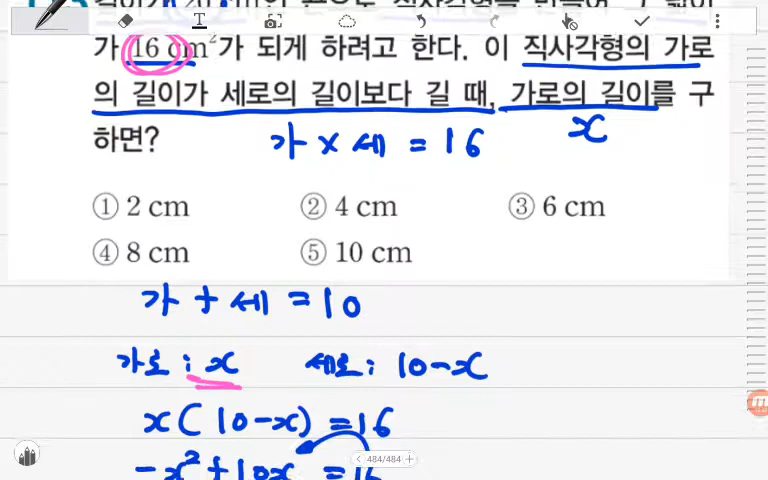 가 16 cm²가 되게 하려고 한다. 이 직사각형의 가로
의 길이가 세로의 길이보다 길 때, 가로의 길이를 구
하면?
x
가 x 세 = 16
① 2 cm ② 4 cm ③ 6 cm
④ 8 cm ⑤ 10 cm
가 + 세 = 10
가로 : x 세로 : 10-x
x(10-x) = 16
-x²+10x = 16
484/484